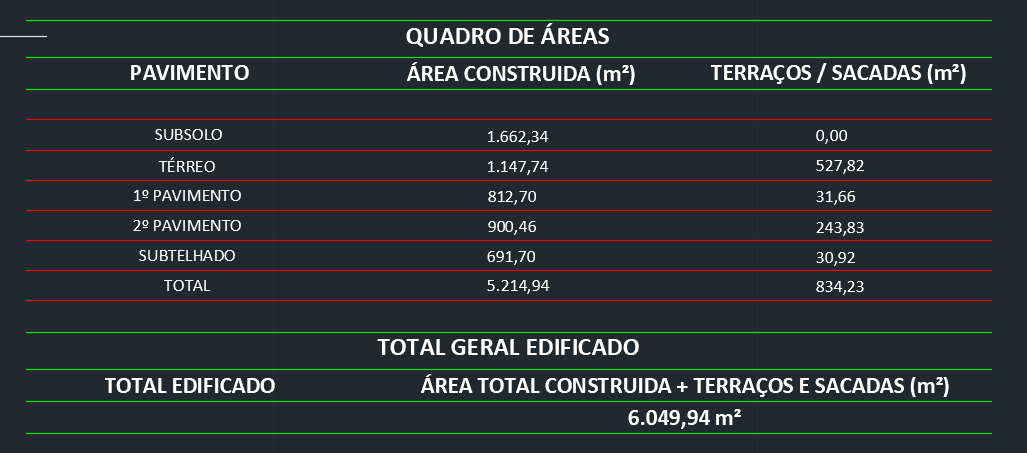 QUADRO DE ÁREAS
PAVIMENTO ÁREA CONSTRUIDA (m²) TERRAÇOS / SACADAS (m²)
SUBSOLO 1.662,34 0,00
TÉRREO 1.147,74 527,82
1º PAVIMENTO 812,70 31,66
2º PAVIMENTO 900,46 243,83
SUBTELHADO 691,70 30,92
TOTAL 5.214,94 834,23
TOTAL GERAL EDIFICADO
TOTAL EDIFICADO ÁREA TOTAL CONSTRUIDA + TERRAÇOS E SACADAS (m²)
6.049,94 m²